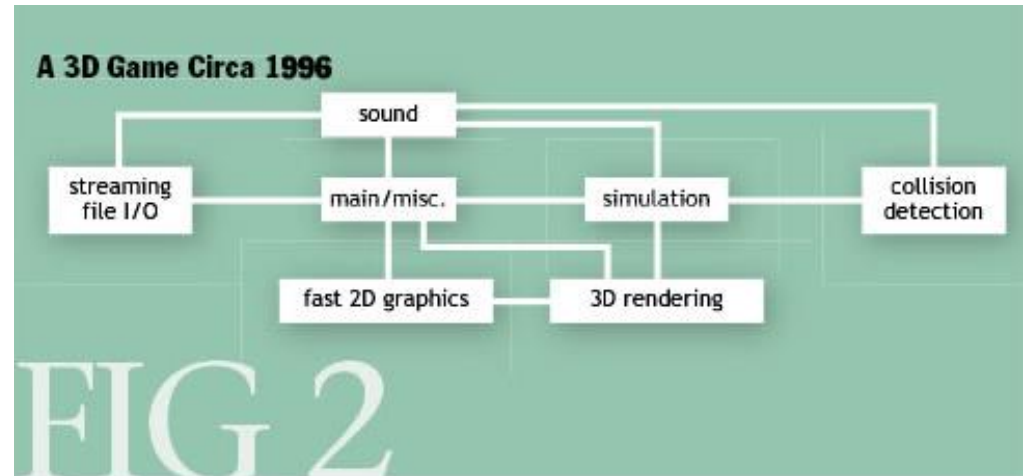 A 3D Game Circa 1996
sound
streaming
file I/O
main/misc.
simulation
collision
detection
fast 2D graphics
3D rendering
FIG 2